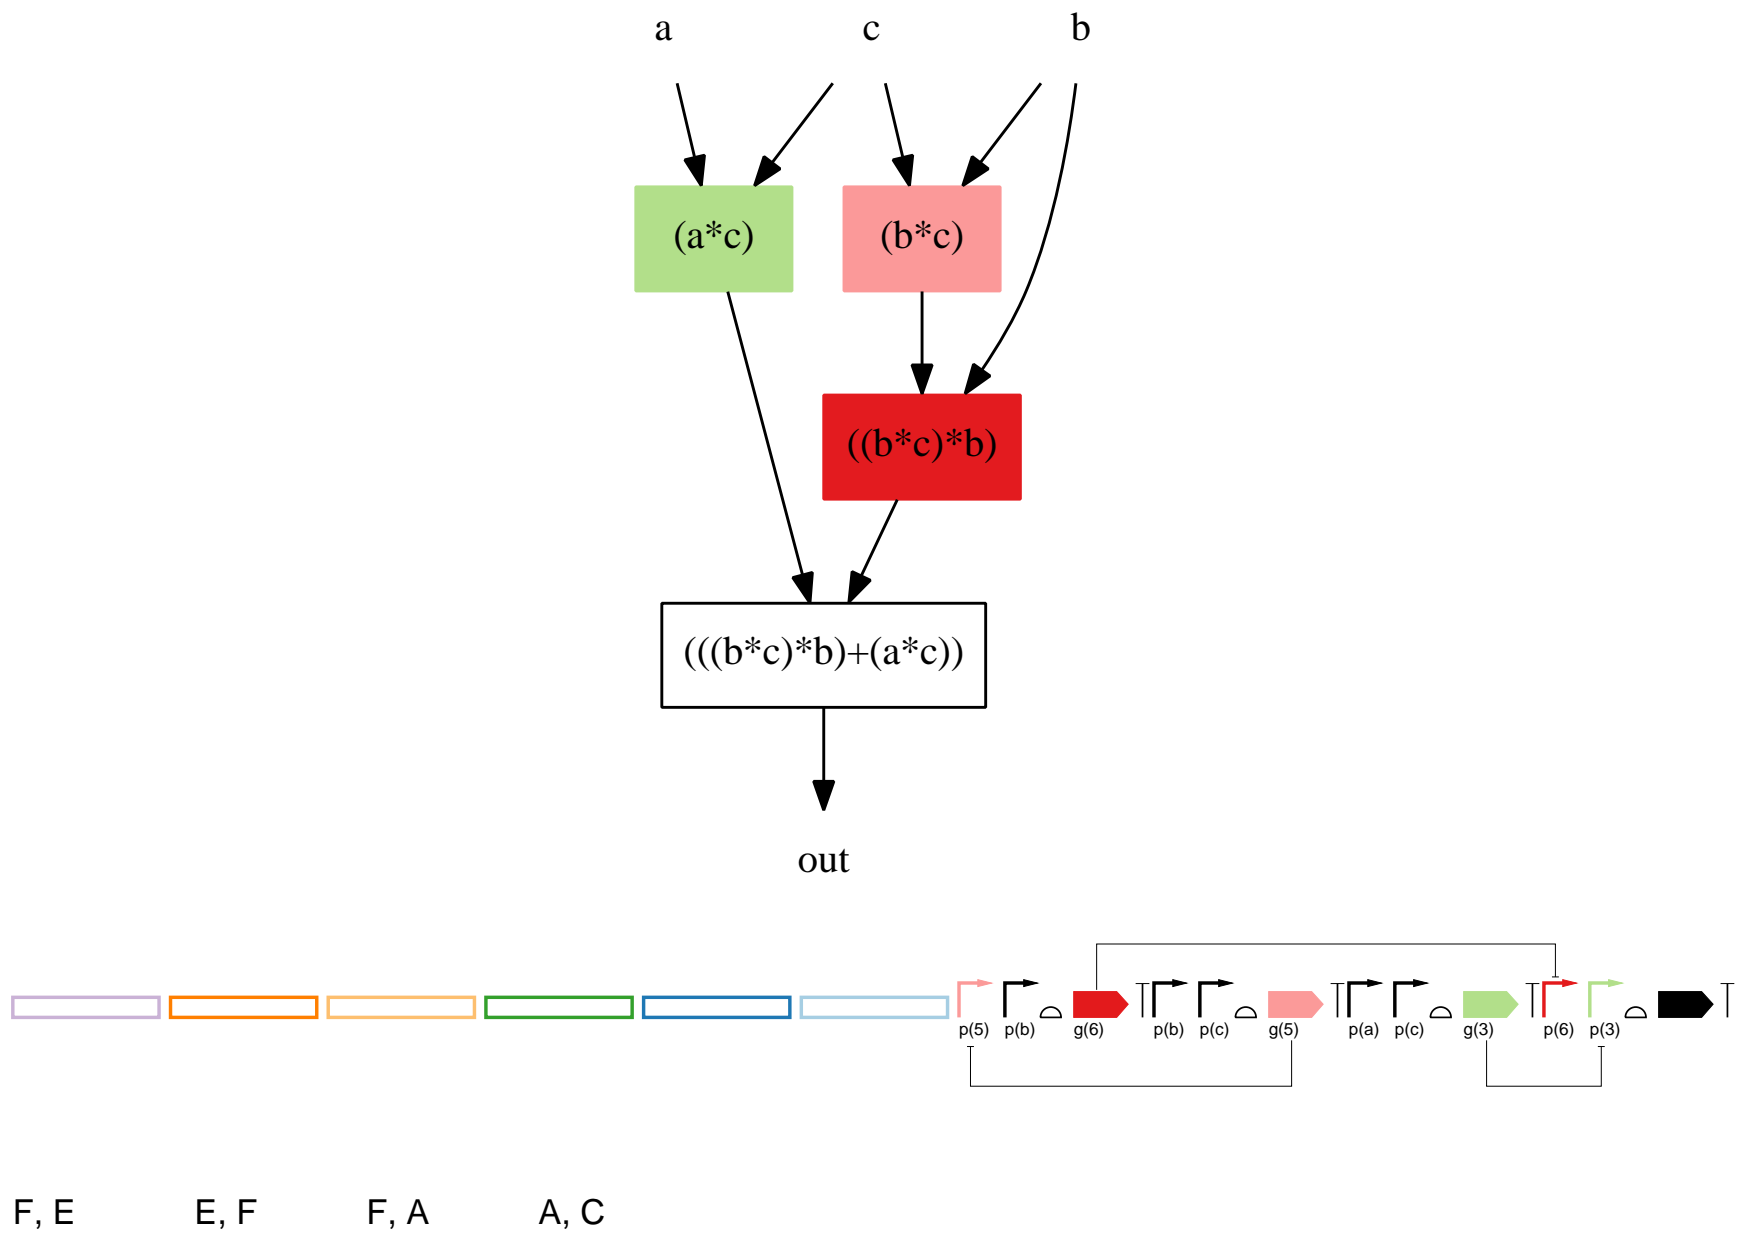 a c b
(a*c) (b*c)
((b*c)*b)
(((b*c)*b)+(a*c))
out
p(5) p(b) g(6) p(b) p(c) g(5) p(a) p(c) g(3) p(6) p(3)
F, E E, F F, A A, C